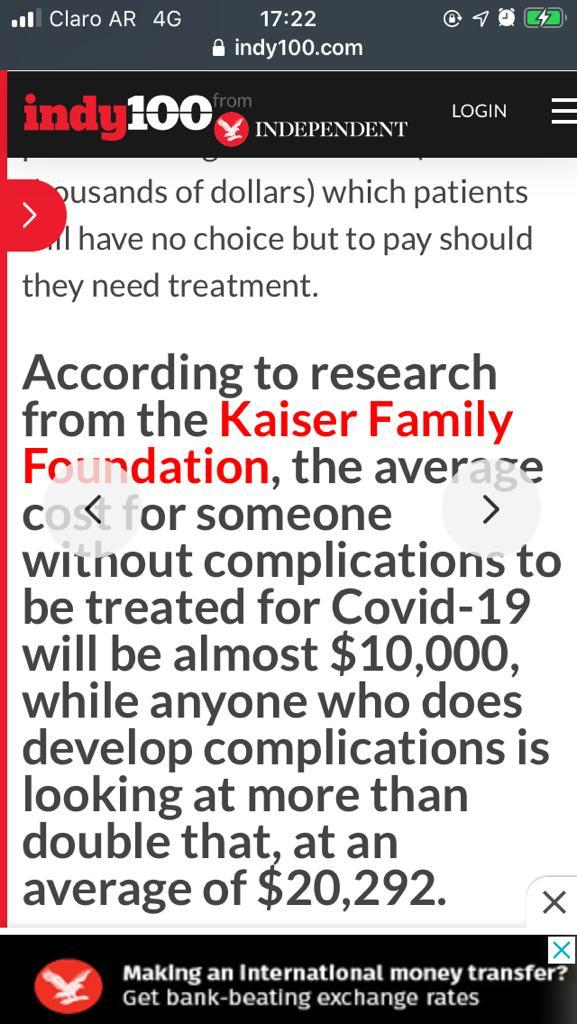 Claro AR 4G 17:22
indy100.com
indy100 from INDEPENDENT LOGIN
ousands of dollars) which patients
have no choice but to pay should
they need treatment.
According to research
from the Kaiser Family
Foundation, the average
cost for someone
without complications to
be treated for Covid-19
will be almost $10,000,
while anyone who does
develop complications is
looking at more than
double that, at an
average of $20,292.
Making an international money transfer?
Get bank-beating exchange rates